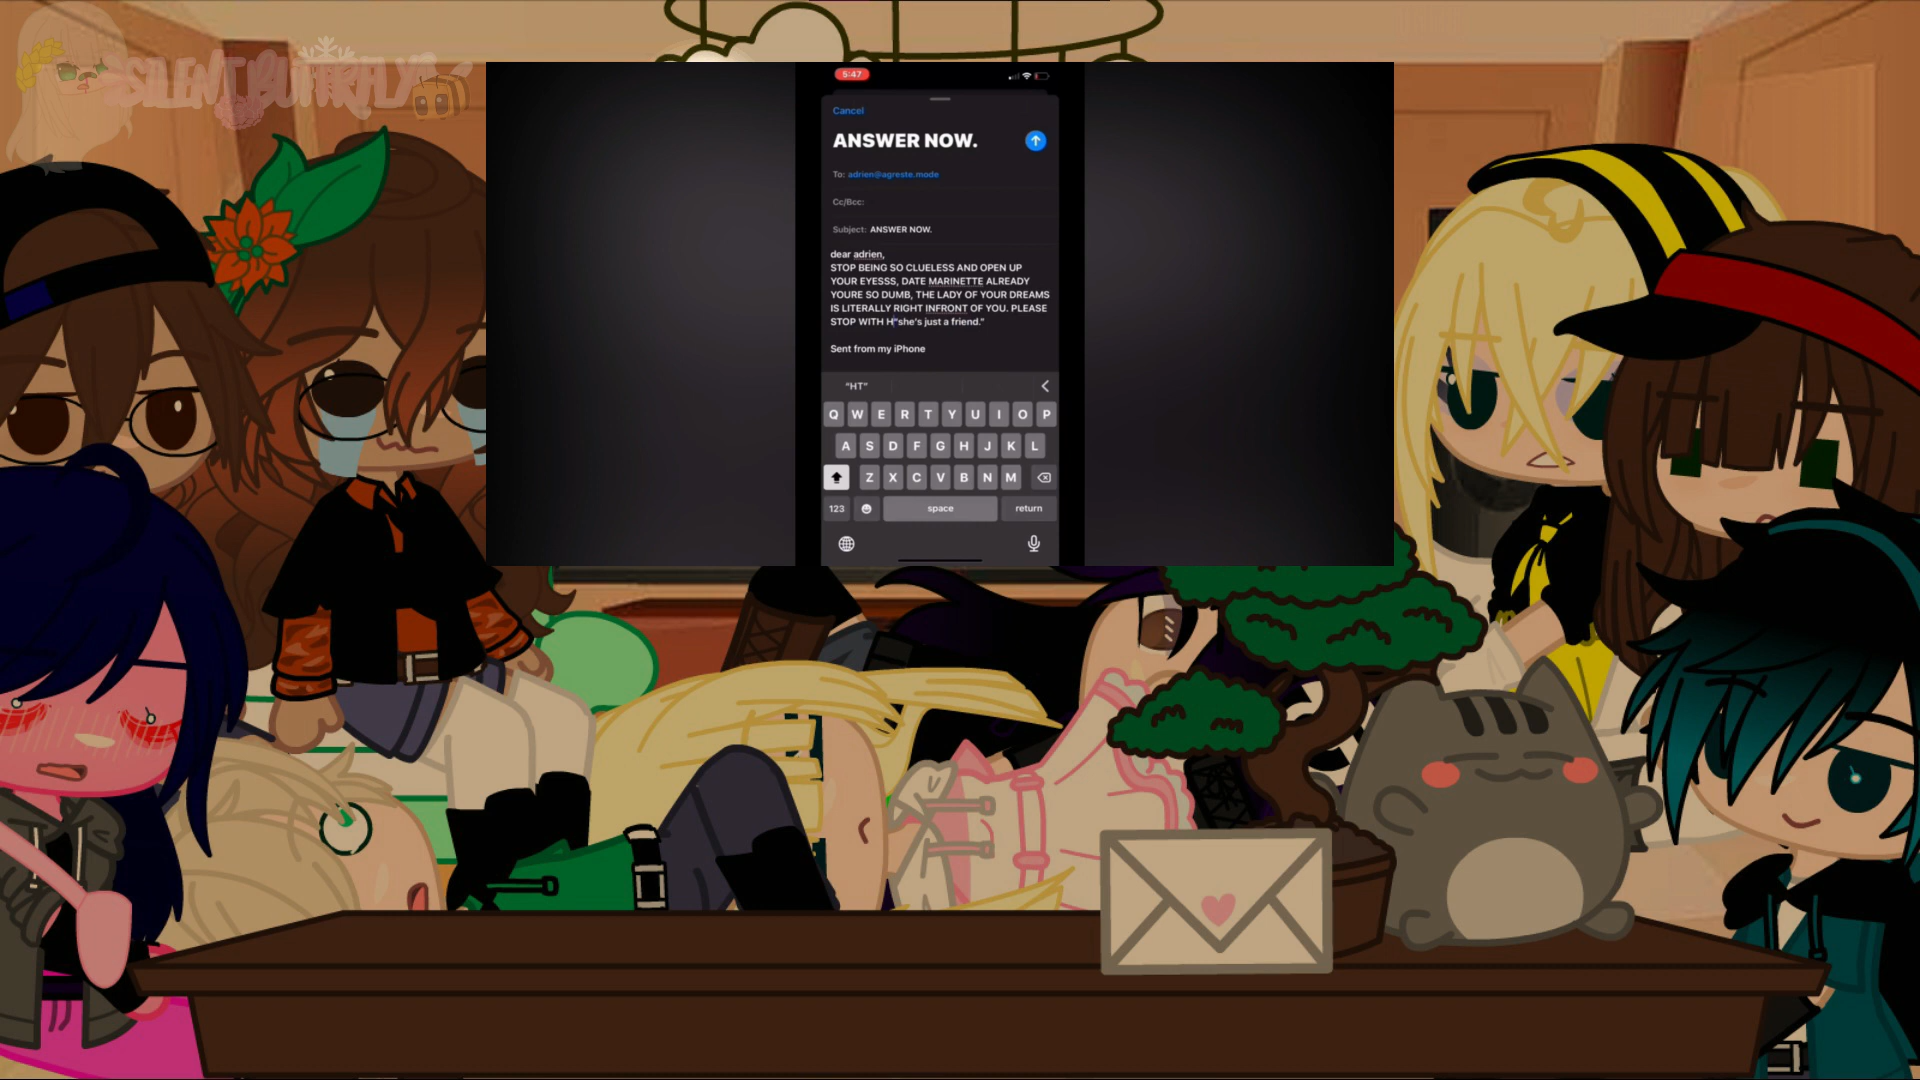 SILENTBUTTRFLY
5:47
Cancel
ANSWER NOW.
To: adrien@agreste.mode
Cc/Bcc:
Subject: ANSWER NOW.
dear adrien,
STOP BEING SO CLUELESS AND OPEN UP
YOUR EYESSS, DATE MARINETTE ALREADY
YOURE SO DUMB, THE LADY OF YOUR DREAMS
IS LITERALLY RIGHT INFRONT OF YOU. PLEASE
STOP WITH H"she's just a friend."
Sent from my iPhone
"HT"
Q W E R T Y U I O P
A S D F G H J K L
Z X C V B N M
123 space return